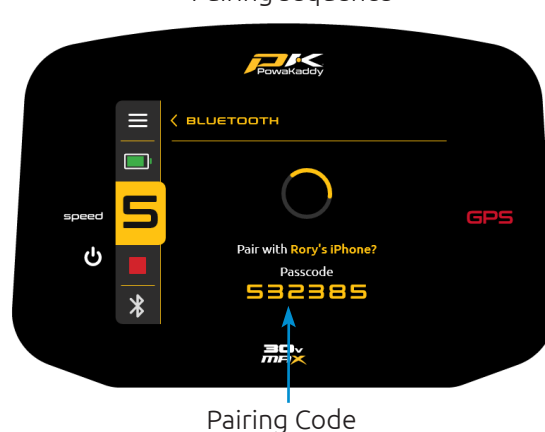 Pairing Sequence
PK
PowaKaddy
< BLUETOOTH
speed
S
GPS
Pair with Rory's iPhone?
Passcode
532385
30v
MAX
Pairing Code